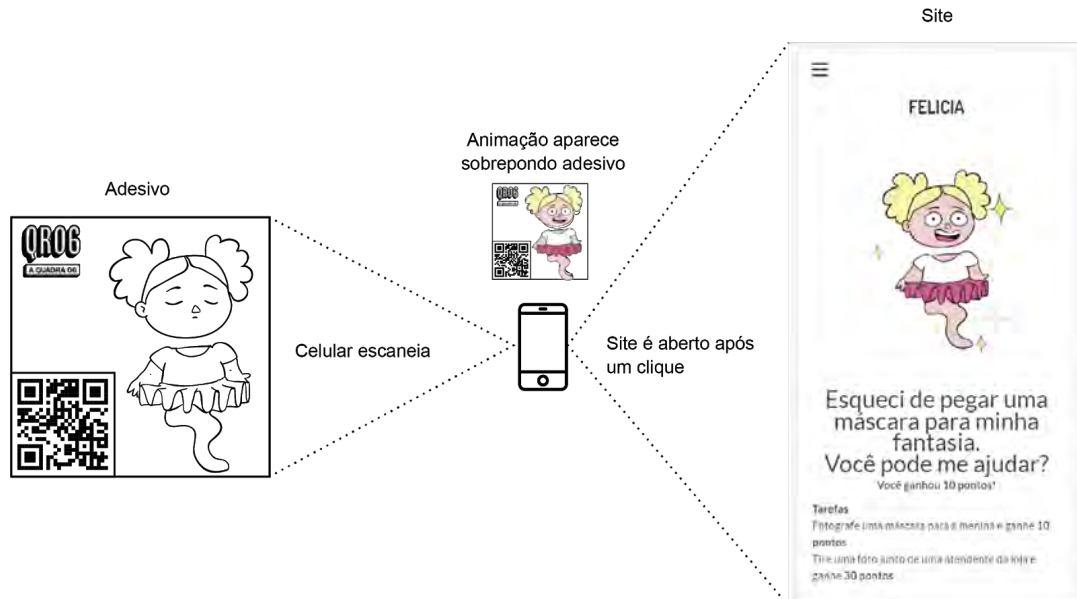 Site
FELICIA
Animação aparece
sobrepondo adesivo
QR06
Adesivo
QR06
A QUADRA 06
Celular escaneia
Site é aberto após
um clique
Esqueci de pegar uma
máscara para minha
fantasia.
Você pode me ajudar?
Você ganhou 10 pontos!
Tarefas
Fotografe uma máscara para a menina e ganhe 10
pontos
Tire uma foto junto de uma atendente da loja e
ganhe 30 pontos